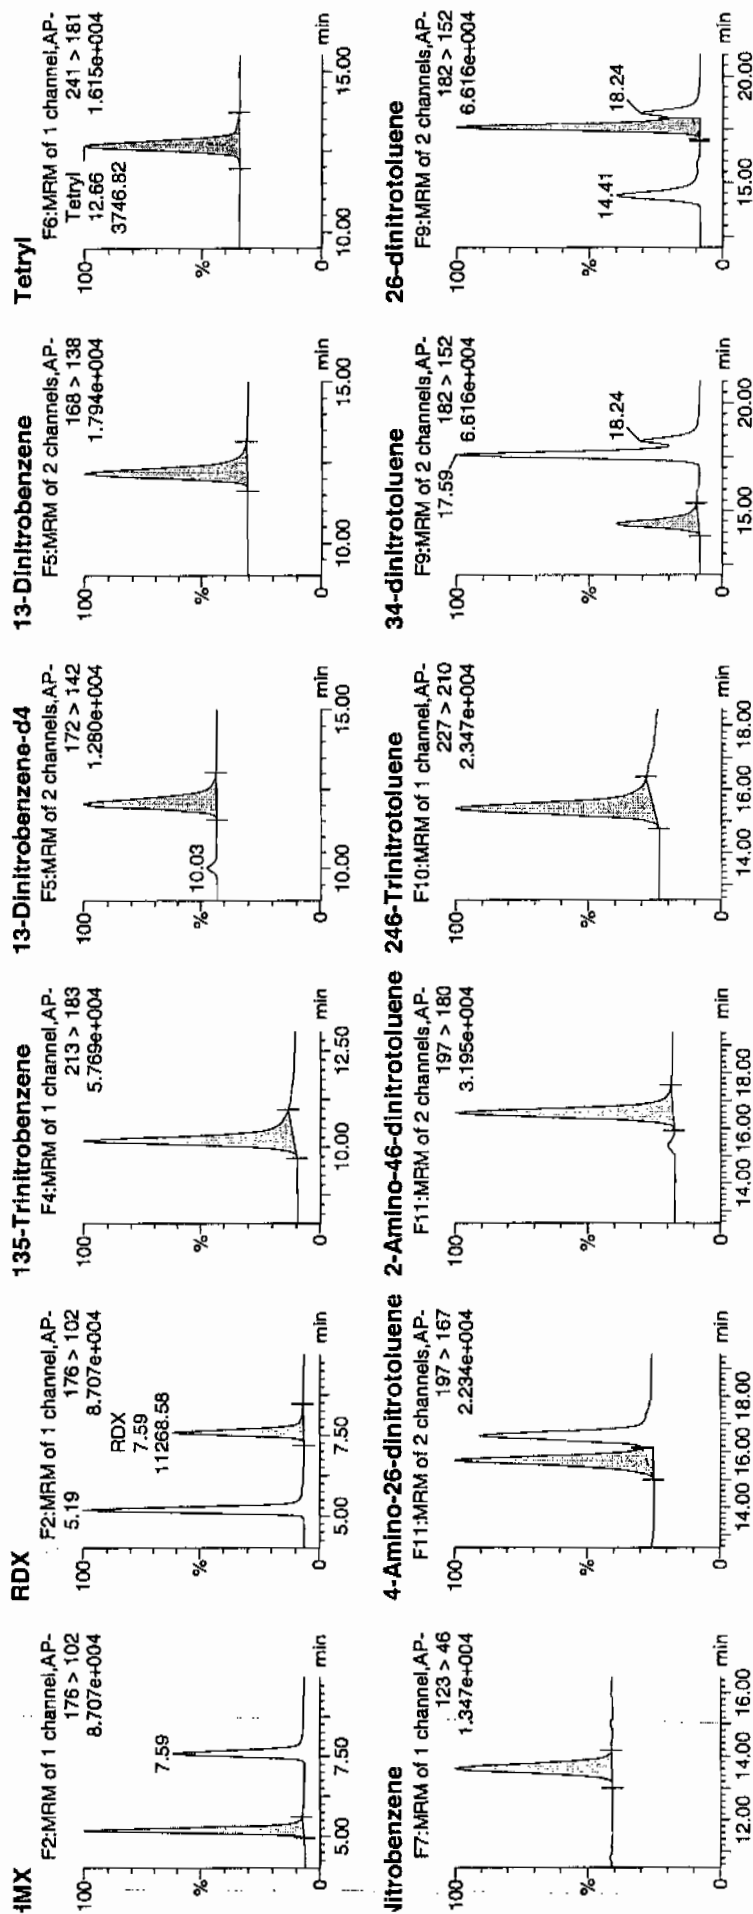 HMX
F2:MRM of 1 channel,AP-
176 > 102
8.707e+004
100
7.59
%
0
5.00
7.50
min
RDX
F2:MRM of 1 channel,AP-
5.19
176 > 102
8.707e+004
100
RDX
7.59
11268.58
%
0
5.00
7.50
min
135-Trinitrobenzene
F4:MRM of 1 channel,AP-
213 > 183
5.769e+004
100
%
0
10.00
12.50
min
13-Dinitrobenzene-d4
F5:MRM of 2 channels,AP-
172 > 142
1.280e+004
100
10.03
%
0
10.00
15.00
min
13-Dinitrobenzene
F5:MRM of 2 channels,AP-
168 > 138
1.794e+004
100
%
0
10.00
15.00
min
Tetryl
F6:MRM of 1 channel,AP-
Tetryl
12.66
3746.82
241 > 181
1.615e+004
100
%
0
10.00
15.00
min
Nitrobenzene
F7:MRM of 1 channel,AP-
123 > 46
1.347e+004
100
%
0
12.00
14.00
16.00
min
4-Amino-26-dinitrotoluene
F11:MRM of 2 channels,AP-
197 > 167
2.234e+004
100
%
0
14.00
16.00
18.00
min
2-Amino-46-dinitrotoluene
F11:MRM of 2 channels,AP-
197 > 180
3.195e+004
100
%
0
14.00
16.00
18.00
min
246-Trinitrotoluene
F10:MRM of 1 channel,AP-
227 > 210
2.347e+004
100
%
0
14.00
16.00
18.00
min
34-dinitrotoluene
F9:MRM of 2 channels,AP-
17.59
182 > 152
6.616e+004
100
18.24
%
0
15.00
20.00
min
26-dinitrotoluene
F9:MRM of 2 channels,AP-
182 > 152
6.616e+004
100
14.41
18.24
%
0
15.00
20.00
min